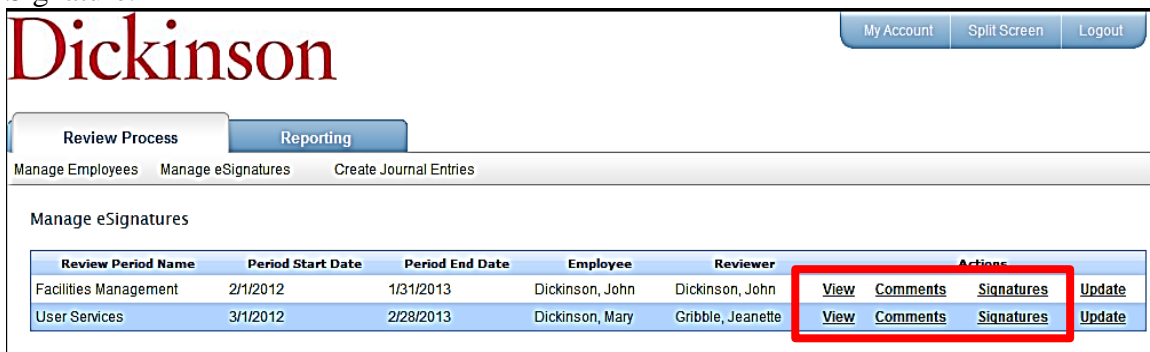 Signature.
Dickinson
My Account Split Screen Logout
Review Process Reporting
Manage Employees Manage eSignatures Create Journal Entries
Manage eSignatures
Review Period Name Period Start Date Period End Date Employee Reviewer Actions
Facilities Management 2/1/2012 1/31/2013 Dickinson, John Dickinson, John View Comments Signatures Update
User Services 3/1/2012 2/28/2013 Dickinson, Mary Gribble, Jeanette View Comments Signatures Update